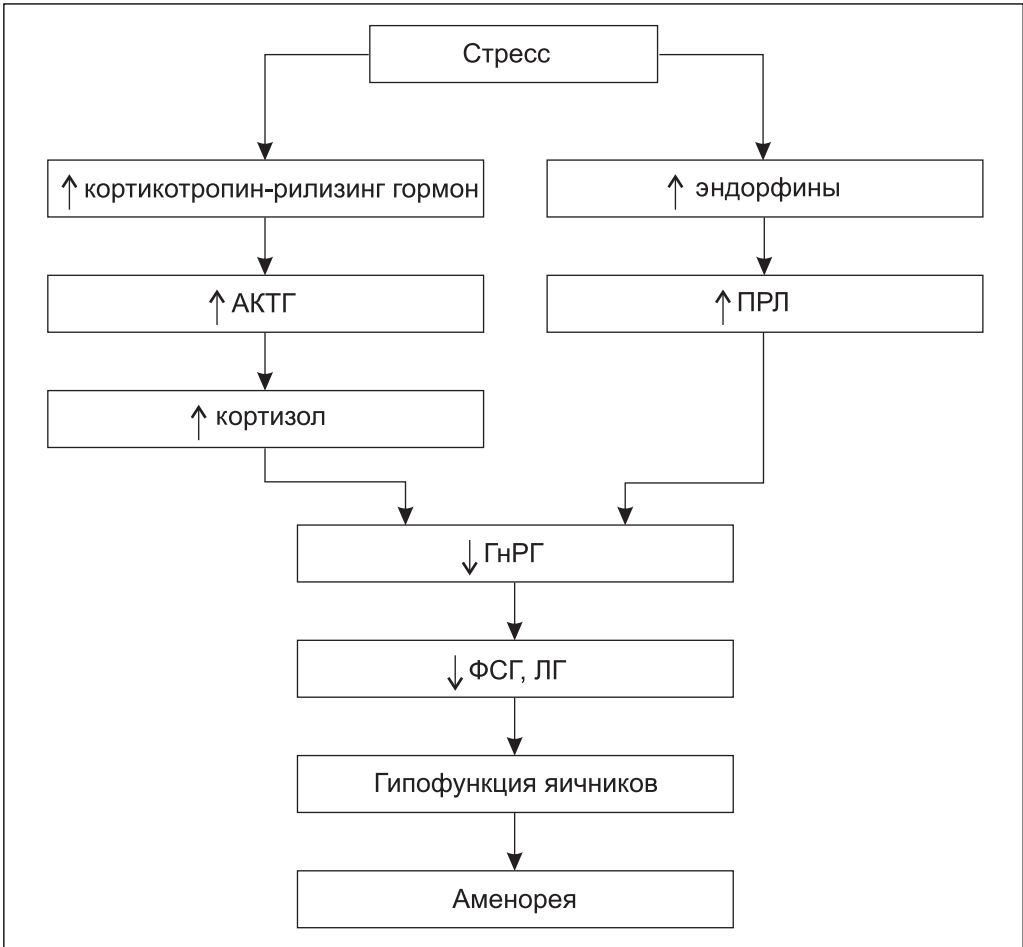 Стресс
↑ кортикотропин-рилизинг гормон
↑ эндорфины
↑ АКТГ
↑ ПРЛ
↑ кортизол
↓ ГнРГ
↓ ФСГ, ЛГ
Гипофункция яичников
Аменорея